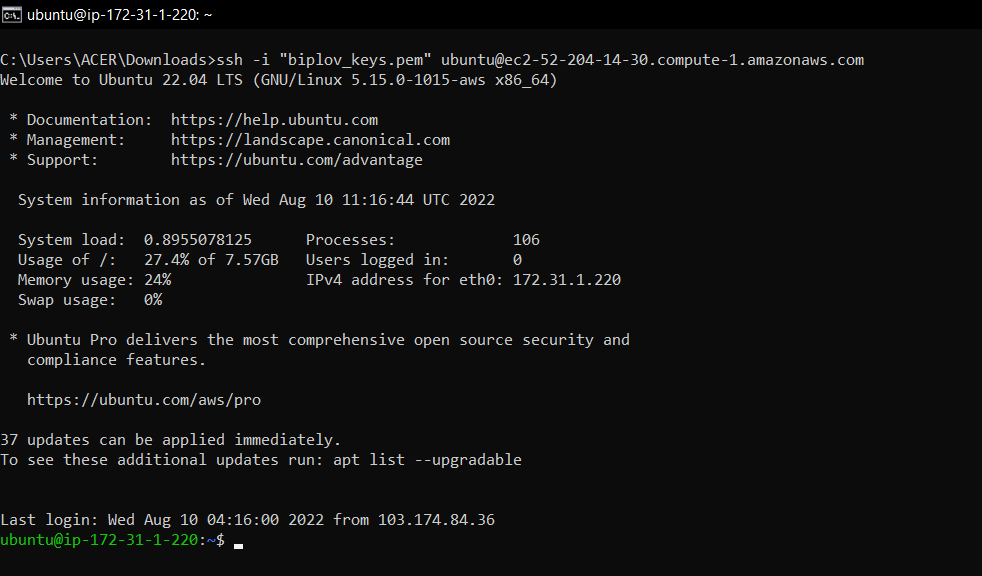 ubuntu@ip-172-31-1-220: ~
C:\Users\ACER\Downloads>ssh -i "biplov_keys.pem" ubuntu@ec2-52-204-14-30.compute-1.amazonaws.com
Welcome to Ubuntu 22.04 LTS (GNU/Linux 5.15.0-1015-aws x86_64)
* Documentation:  https://help.ubuntu.com
* Management:     https://landscape.canonical.com
* Support:        https://ubuntu.com/advantage
System information as of Wed Aug 10 11:16:44 UTC 2022
System load:  0.8955078125      Processes:             106
Usage of /:   27.4% of 7.57GB   Users logged in:       0
Memory usage: 24%               IPv4 address for eth0: 172.31.1.220
Swap usage:   0%
* Ubuntu Pro delivers the most comprehensive open source security and
compliance features.
https://ubuntu.com/aws/pro
37 updates can be applied immediately.
To see these additional updates run: apt list --upgradable
Last login: Wed Aug 10 04:16:00 2022 from 103.174.84.36
ubuntu@ip-172-31-1-220:~$